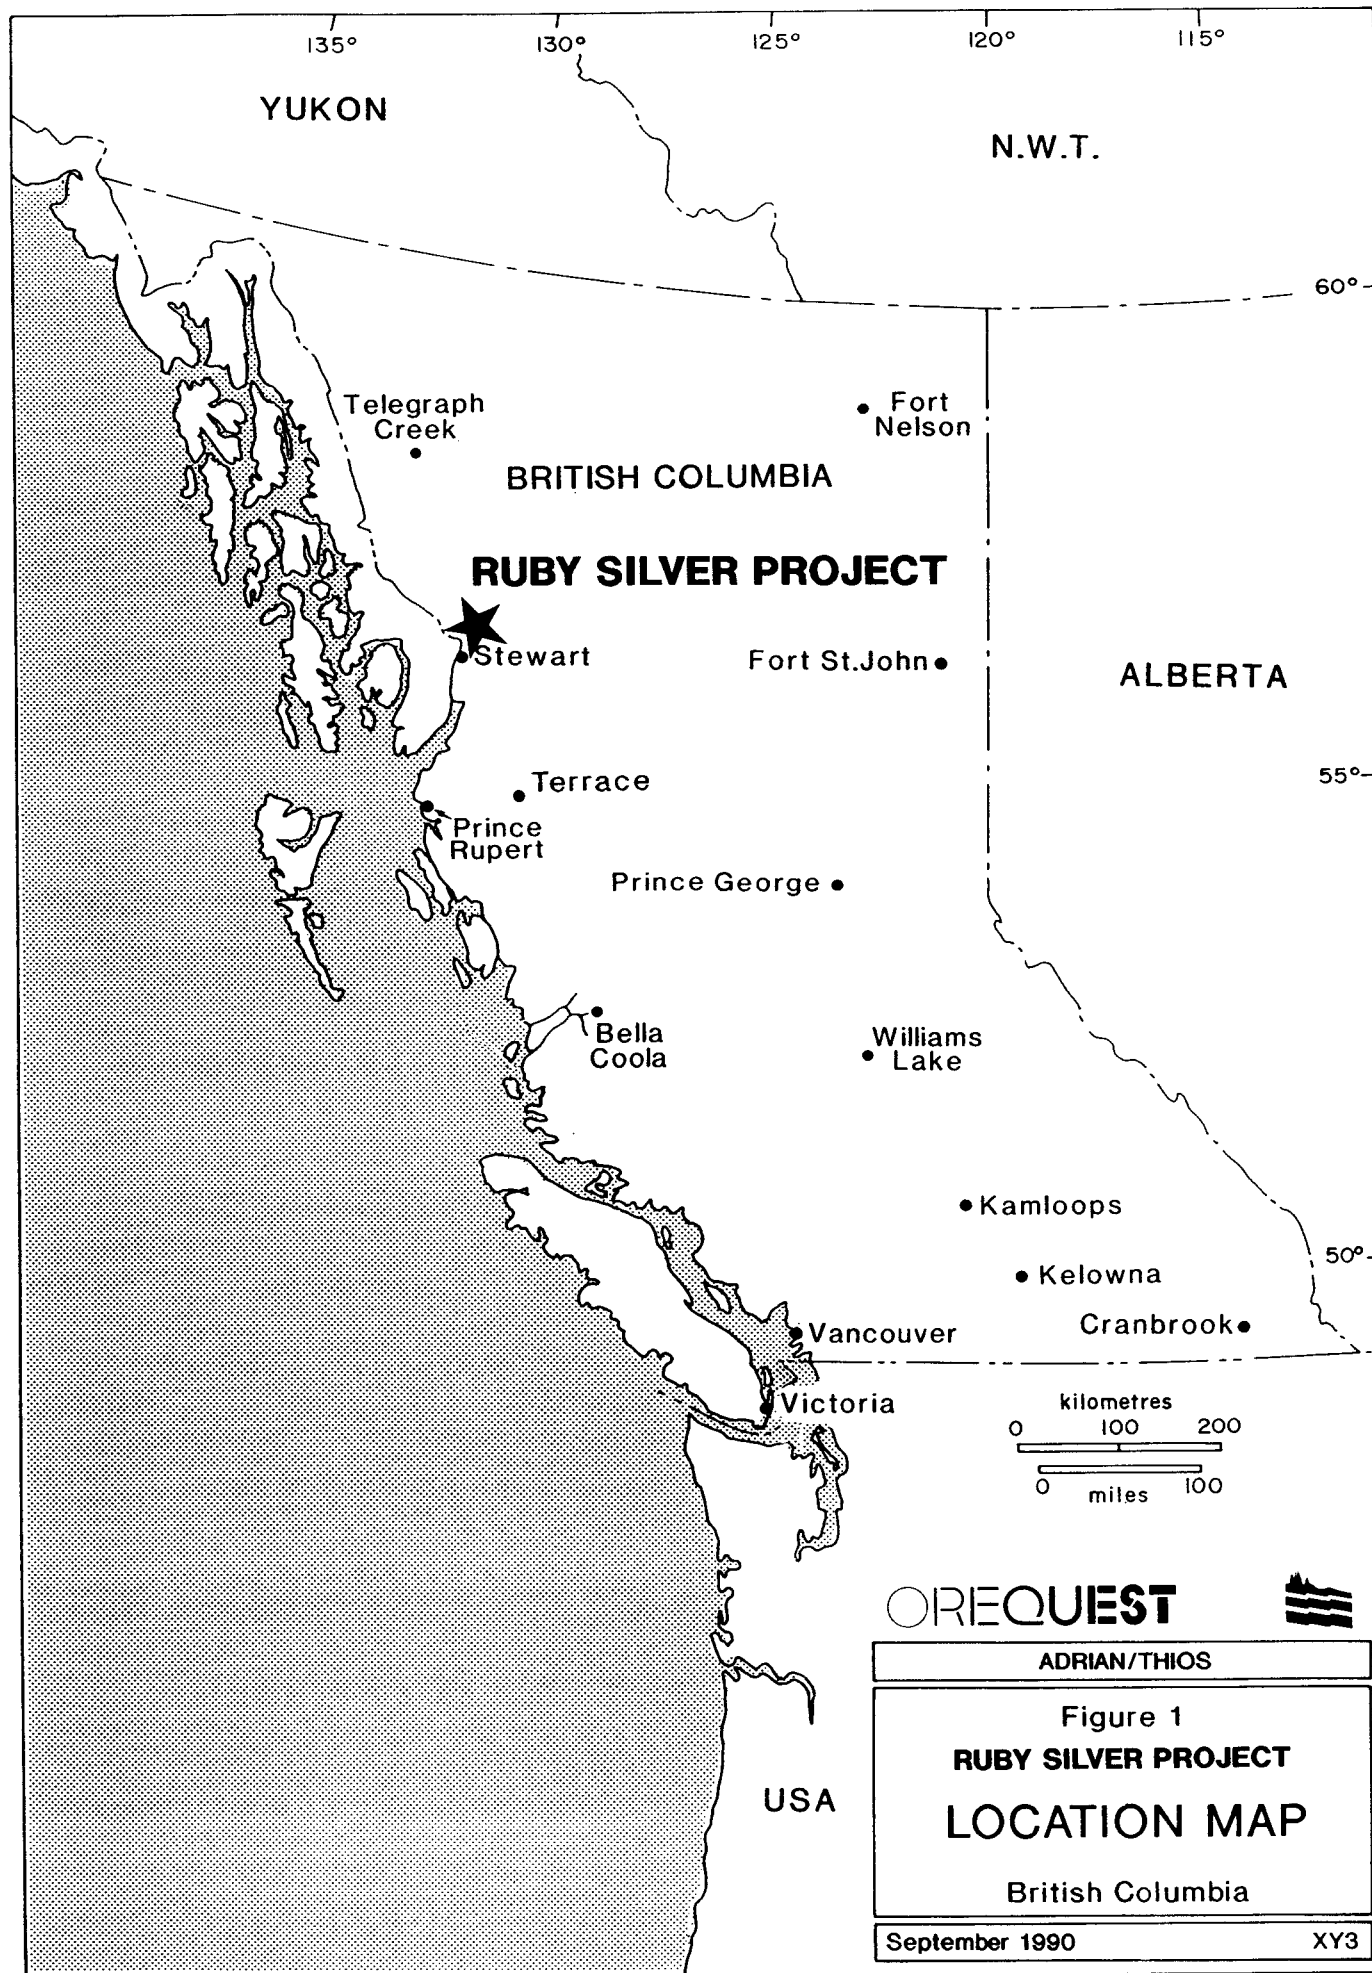 135°
130°
125°
120°
115°
YUKON
N.W.T.
60°
Telegraph
Creek
Fort
Nelson
BRITISH COLUMBIA
RUBY SILVER PROJECT
Stewart
Fort St.John
ALBERTA
55°
Terrace
Prince
Rupert
Prince George
Bella
Coola
Williams
Lake
Kamloops
50°
Kelowna
Cranbrook
Vancouver
Victoria
kilometres
0 100 200
0 miles 100
OREQUEST
ADRIAN/THIOS
Figure 1
RUBY SILVER PROJECT
LOCATION MAP
British Columbia
USA
September 1990 XY3